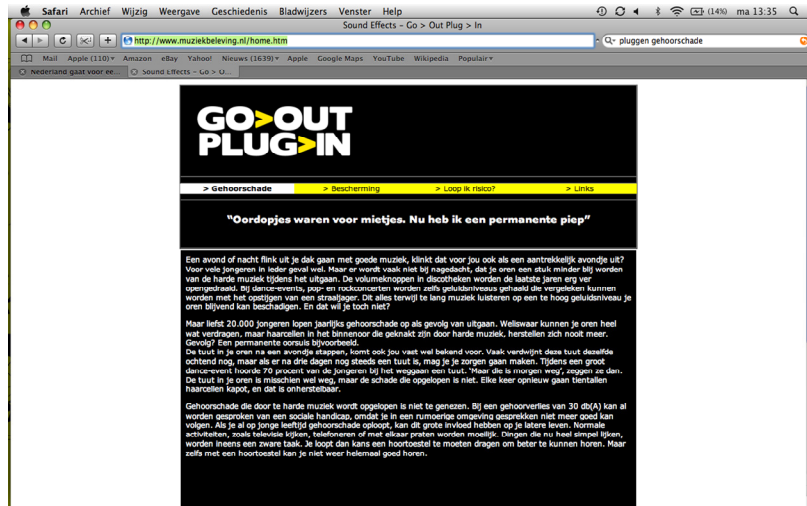 Safari Archief Wijzig Weergave Geschiedenis Bladwijzers Venster Help (14%) ma 13:35
Sound Effects – Go > Out Plug > In
http://www.muziekbeleving.nl/home.htm pluggen gehoorschade
Mail Apple (110) Amazon eBay Yahoo! Nieuws (1639) Apple Google Maps YouTube Wikipedia Populair
Nederland gaat voor ee... Sound Effects – Go > O...
GO>OUT
PLUG>IN
> Gehoorschade > Bescherming > Loop ik risico? > Links
“Oordopjes waren voor mietjes. Nu heb ik een permanente piep”
Een avond of nacht flink uit je dak gaan met goede muziek, klinkt dat voor jou ook als een aantrekkelijk avondje uit?
Voor vele jongeren in ieder geval wel. Maar er wordt vaak niet bij nagedacht, dat je oren een stuk minder blij worden
van de harde muziek tijdens het uitgaan. De volumeknoppen in discotheken worden de laatste jaren erg ver
opengedraaid. Bij dance-events, pop- en rockconcerten worden zelfs geluidsniveaus gehaald die vergeleken kunnen
worden met het opstijgen van een straaljager. Dit alles terwijl te lang muziek luisteren op een te hoog geluidsniveau je
oren blijvend kan beschadigen. En dat wil je toch niet?
Maar liefst 20.000 jongeren lopen jaarlijks gehoorschade op als gevolg van uitgaan. Weliswaar kunnen je oren heel
wat verdragen, maar haarcellen in het binnenoor die geknakt zijn door harde muziek, herstellen zich nooit meer.
Gevolg? Een permanente oorsuis bijvoorbeeld.
De tuut in je oren na een avondje stappen, komt ook jou vast wel bekend voor. Vaak verdwijnt deze tuut dezelfde
ochtend nog, maar als er na drie dagen nog steeds een tuut is, mag je je zorgen gaan maken. Tijdens een groot
dance-event hoorde 70 procent van de jongeren bij het weggaan een tuut. ‘Maar die is morgen weg’, zeggen ze dan.
De tuut in je oren is misschien wel weg, maar de schade die opgelopen is niet. Elke keer opnieuw gaan tientallen
haarcellen kapot, en dat is onherstelbaar.
Gehoorschade die door te harde muziek wordt opgelopen is niet te genezen. Bij een gehoorverlies van 30 db(A) kan al
worden gesproken van een sociale handicap, omdat je in een rumoerige omgeving gesprekken niet meer goed kan
volgen. Als je al op jonge leeftijd gehoorschade oploopt, kan dit grote invloed hebben op je latere leven. Normale
activiteiten, zoals televisie kijken, telefoneren of met elkaar praten worden moeilijk. Dingen die nu heel simpel lijken,
worden ineens een zware taak. Je loopt dan kans een hoortoestel te moeten dragen om beter te kunnen horen. Maar
zelfs met een hoortoestel kan je niet weer helemaal goed horen.